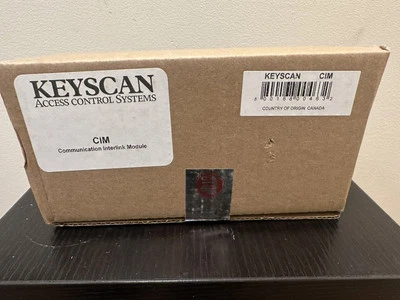 KEYSCAN
ACCESS CONTROL SYSTEMS
CIM
Communication Interlink Module
KEYSCAN CIM
COUNTRY OF ORIGIN: CANADA